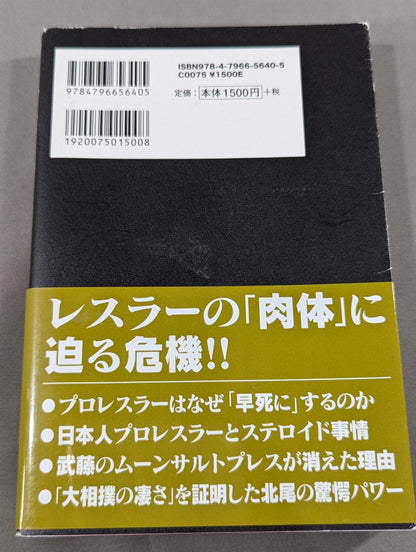 ISBN978-4-7966-5640-5
C0075 ¥1500E
定価：本体1500円+税
9784796656405
1920075015008
レスラーの「肉体」に
迫る危機!!
●プロレスラーはなぜ「早死に」するのか
●日本人プロレスラーとステロイド事情
●武藤のムーンサルトプレスが消えた理由
●「大相撲の凄さ」を証明した北尾の驚愕パワー